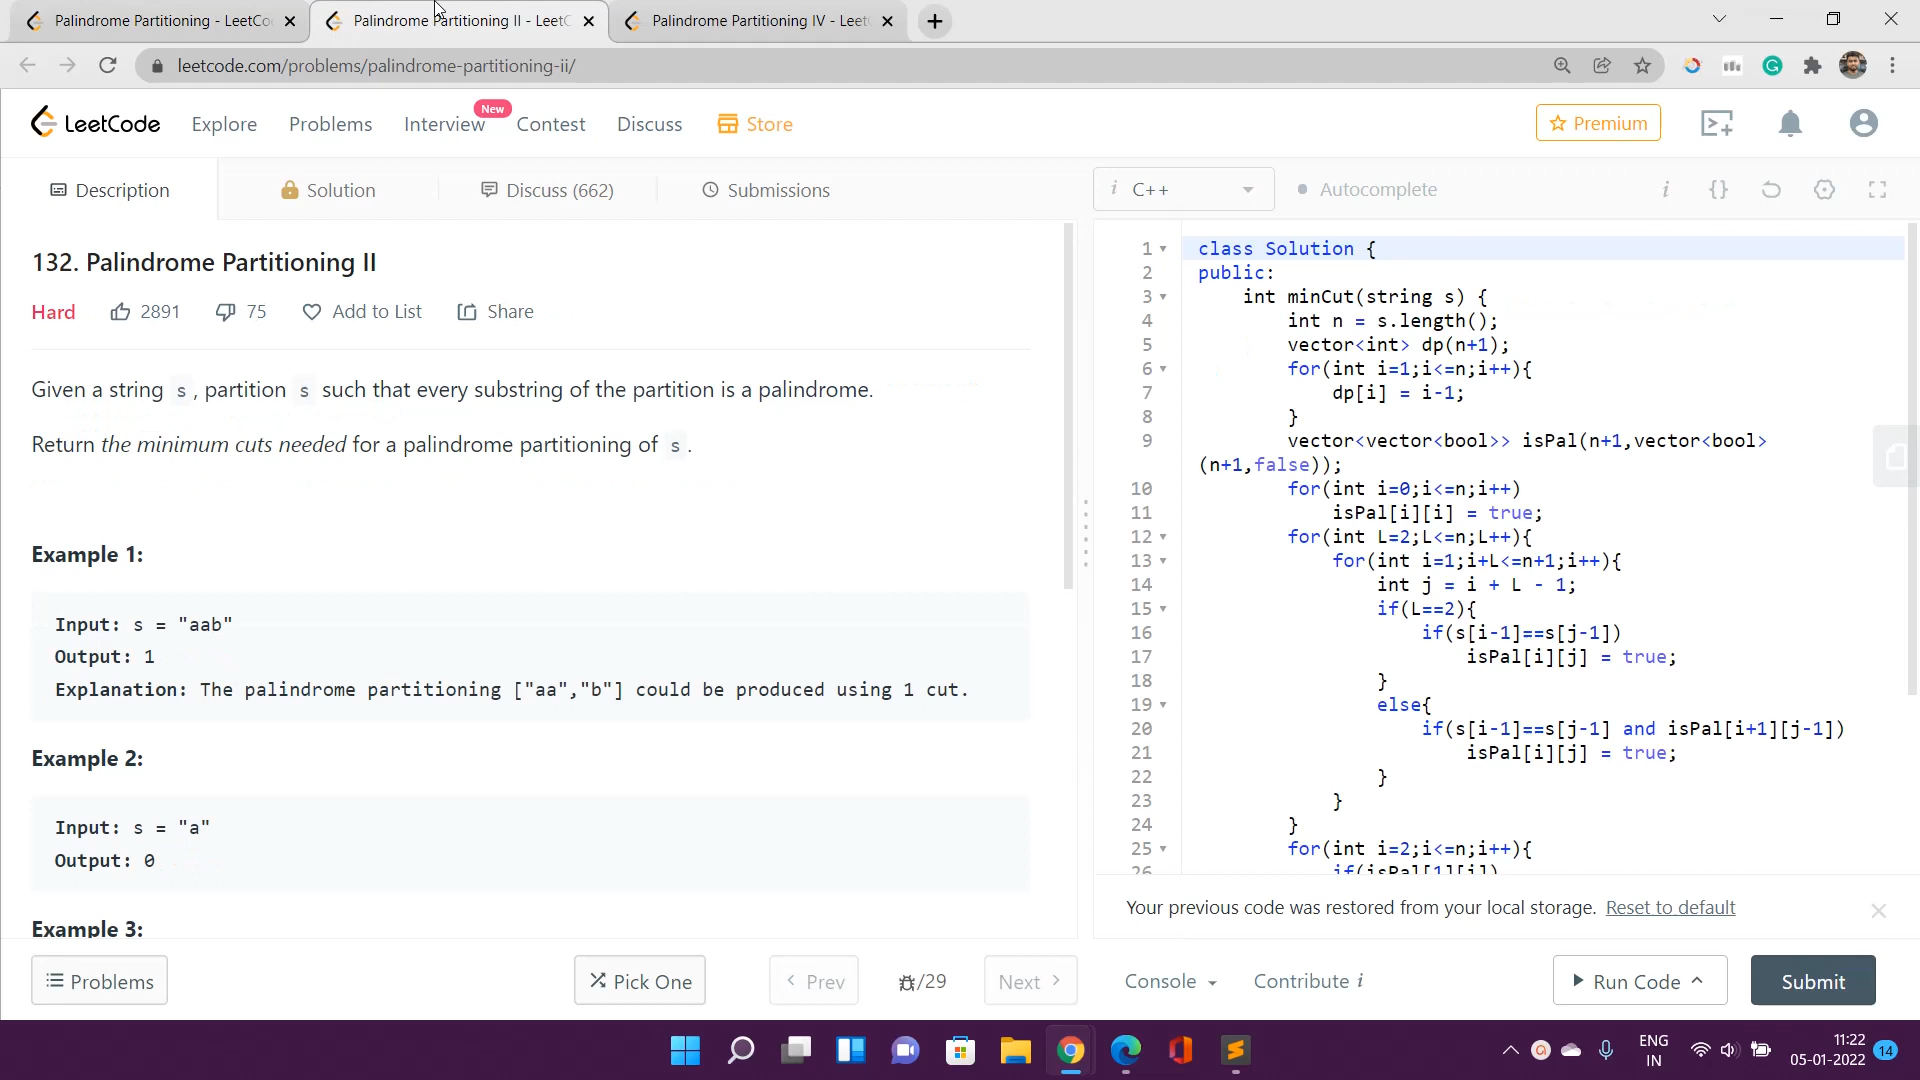 Palindrome Partitioning - LeetCo
Palindrome Partitioning II - LeetC
Palindrome Partitioning IV - Leet
leetcode.com/problems/palindrome-partitioning-ii/
LeetCode
Explore
Problems
Interview
New
Contest
Discuss
Store
Premium
Description
Solution
Discuss (662)
Submissions
i C++
Autocomplete
i {}
132. Palindrome Partitioning II
Hard
2891
75
Add to List
Share
Given a string s , partition s such that every substring of the partition is a palindrome.
Return the minimum cuts needed for a palindrome partitioning of s .
Example 1:
Input: s = "aab"
Output: 1
Explanation: The palindrome partitioning ["aa","b"] could be produced using 1 cut.
Example 2:
Input: s = "a"
Output: 0
Example 3:
1 class Solution {
2 public:
3 int minCut(string s) {
4 int n = s.length();
5 vector<int> dp(n+1);
6 for(int i=1;i<=n;i++){
7 dp[i] = i-1;
8 }
9 vector<vector<bool>> isPal(n+1,vector<bool>
(n+1,false));
10 for(int i=0;i<=n;i++)
11 isPal[i][i] = true;
12 for(int L=2;L<=n;L++){
13 for(int i=1;i+L<=n+1;i++){
14 int j = i + L - 1;
15 if(L==2){
16 if(s[i-1]==s[j-1])
17 isPal[i][j] = true;
18 }
19 else{
20 if(s[i-1]==s[j-1] and isPal[i+1][j-1])
21 isPal[i][j] = true;
22 }
23 }
24 }
25 for(int i=2;i<=n;i++){
26 if(isPal[1][i])
Your previous code was restored from your local storage. Reset to default
Problems
Pick One
Prev
/29
Next
Console
Contribute i
Run Code
Submit
ENG
IN
11:22
05-01-2022
14